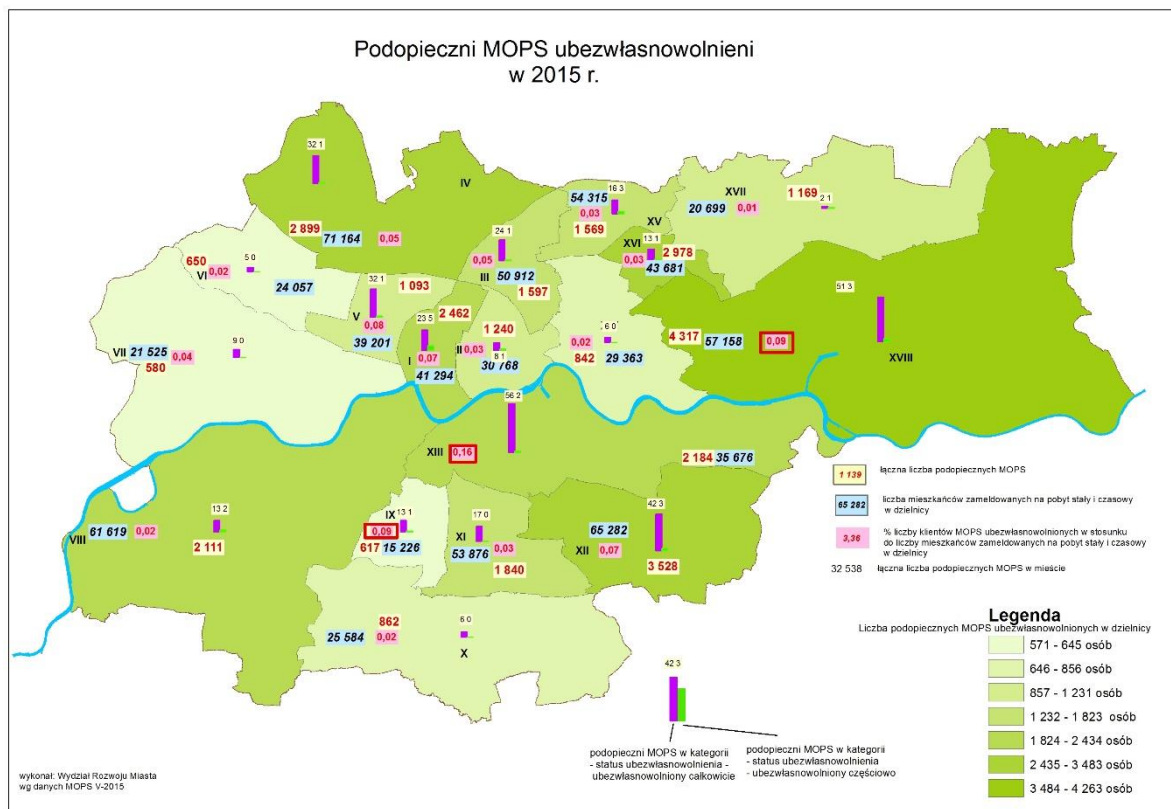 Podopieczni MOPS ubezwłasnowolnieni
w 2015 r.
32 1
IV
2 899
71 164
0,05
16 3
54 315
0,03
XV
1 569
XVII
1 169
20 699
0,01
2 1
24 1
0,05
III
50 912
1 597
XVI
13 1
2 978
0,03
43 681
650
VI
0,02
5 0
24 057
32 1
1 093
V
0,08
39 201
2 462
23 5
I
0,07
41 294
1 240
II
0,03
8 1
30 768
6 0
0,02
842
29 363
51 3
4 317
57 158
0,09
XVIII
VII
21 525
0,04
580
9 0
56 2
XIII
0,16
2 184
35 676
13 2
VIII
61 619
0,02
2 111
IX
13 1
0,09
617
15 226
17 0
XI
53 876
0,03
1 840
42 3
65 282
XII
0,07
3 528
862
25 584
0,02
6 0
X
1 139
łączna liczba podopiecznych MOPS
65 282
liczba mieszkańców zameldowanych na pobyt stały i czasowy
w dzielnicy
3,36
% liczby klientów MOPS ubezwłasnowolnionych w stosunku
do liczby mieszkańców zameldowanych na pobyt stały i czasowy
w dzielnicy
32 538
łączna liczba podopiecznych MOPS w mieście
Legenda
Liczba podopiecznych MOPS ubezwłasnowolnionych w dzielnicy
571 - 645 osób
646 - 856 osób
857 - 1 231 osób
1 232 - 1 823 osób
1 824 - 2 434 osób
2 435 - 3 483 osób
3 484 - 4 263 osób
42 3
podopieczni MOPS w kategorii
- status ubezwłasnowolnienia -
- ubezwłasnowolniony całkowicie
podopieczni MOPS w kategorii
- status ubezwłasnowolnienia
- ubezwłasnowolniony częściowo
wykonał: Wydział Rozwoju Miasta
wg danych MOPS V-2015